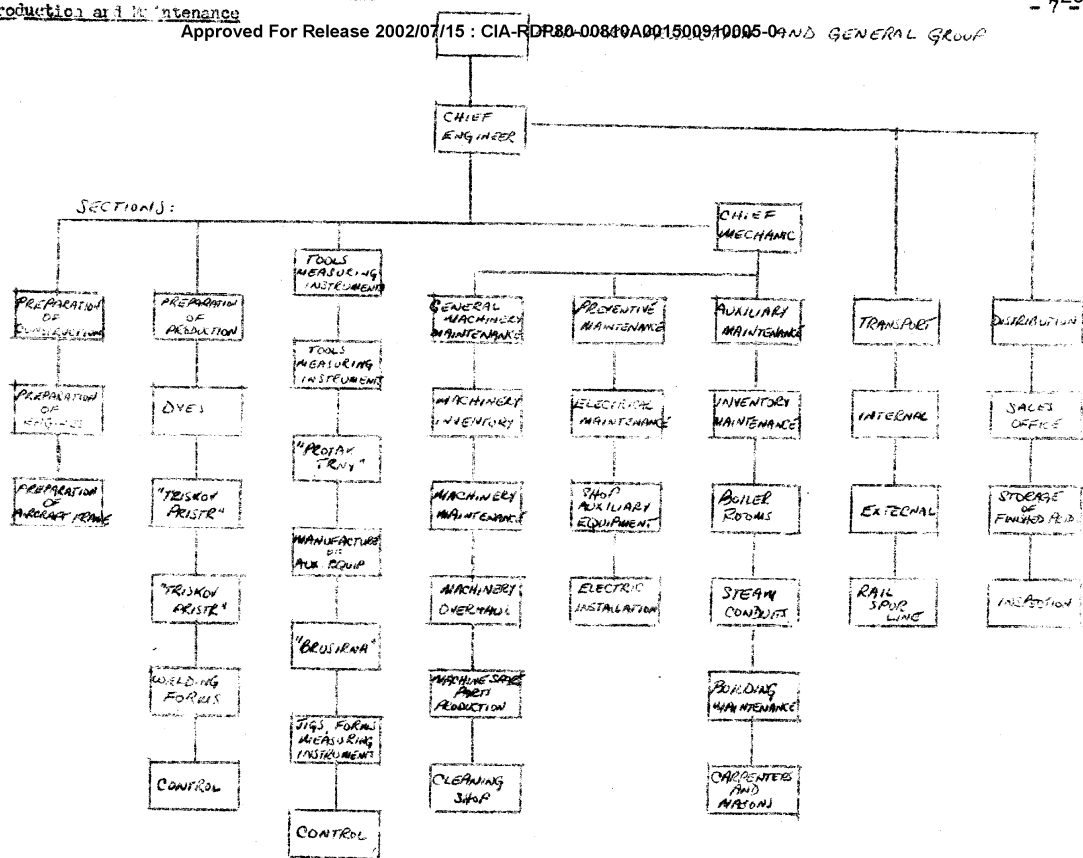 roduction and Maintenance
- 7 -
Approved For Release 2002/07/15 : CIA-RDP80-00810A001500910005-0
AND GENERAL GROUP
CHIEF
ENGINEER
SECTIONS:
CHIEF
MECHANIC
PREPARATION
OF
CONSTRUCTION
PREPARATION
OF
ENGINES
PREPARATION
OF
AIRCRAFT FRAME
PREPARATION
OF
PRODUCTION
DYES
"TRISKOV
PRISTR"
"TRISKOV
PRISTR"
WELDING
FORMS
CONTROL
TOOLS
MEASURING
INSTRUMENTS
TOOLS
MEASURING
INSTRUMENTS
"PROTAV
TRNY"
MANUFACTURE
OF
AUX. EQUIP
"BRUSIRNA"
JIGS, FORMS
MEASURING
INSTRUMENT
CONTROL
GENERAL
MACHINERY
MAINTENANCE
MACHINERY
INVENTORY
MACHINERY
MAINTENANCE
MACHINERY
OVERHAUL
MACHINE SPARE
PARTS
PRODUCTION
CLEANING
SHOP
PREVENTIVE
MAINTENANCE
ELECTRICAL
MAINTENANCE
SHOP
AUXILIARY
EQUIPMENT
ELECTRIC
INSTALLATION
AUXILIARY
MAINTENANCE
INVENTORY
MAINTENANCE
BOILER
ROOMS
STEAM
CONDUITS
BUILDING
MAINTENANCE
CARPENTERS
AND
MASONS
TRANSPORT
INTERNAL
EXTERNAL
RAIL
SPUR
LINE
DISTRIBUTION
SALES
OFFICE
STORAGE
OF
FINISHED
INSPECTION